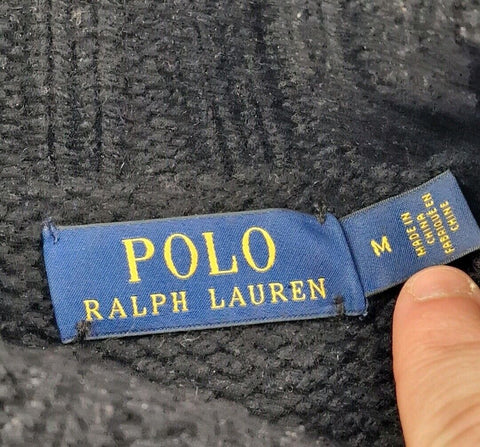 POLO
RALPH LAUREN
M
MADE IN
CHINA
FABRIQUÉ EN
CHINE